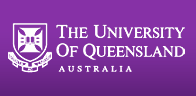 THE UNIVERSITY
OF QUEENSLAND
AUSTRALIA